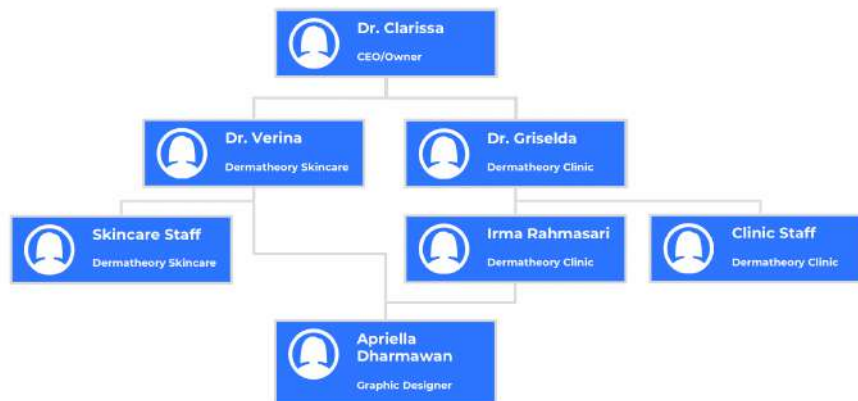 Dr. Clarissa
CEO/Owner
Dr. Verina
Dermatheory Skincare
Dr. Griselda
Dermatheory Clinic
Skincare Staff
Dermatheory Skincare
Irma Rahmasari
Dermatheory Clinic
Clinic Staff
Dermatheory Clinic
Apriella
Dharmawan
Graphic Designer